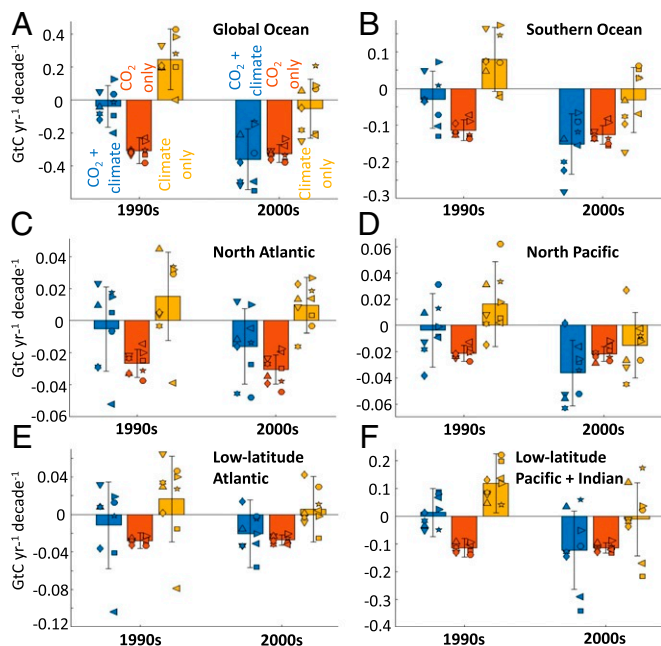 A
Global Ocean
GtC yr-1 decade-1
0.4
0.2
0
-0.2
-0.4
CO2 + climate
CO2 only
Climate only
CO2 + climate
CO2 only
Climate only
1990s
2000s
B
Southern Ocean
0.1
0
-0.1
-0.2
-0.3
1990s
2000s
C
North Atlantic
GtC yr-1 decade-1
0.04
0.02
0
-0.02
-0.04
-0.06
1990s
2000s
D
North Pacific
0.06
0.04
0.02
0
-0.02
-0.04
-0.06
1990s
2000s
E
Low-latitude
Atlantic
GtC yr-1 decade-1
0.04
0
-0.04
-0.08
-0.12
1990s
2000s
F
Low-latitude
Pacific + Indian
0.2
0.1
0
-0.1
-0.2
-0.3
-0.4
1990s
2000s